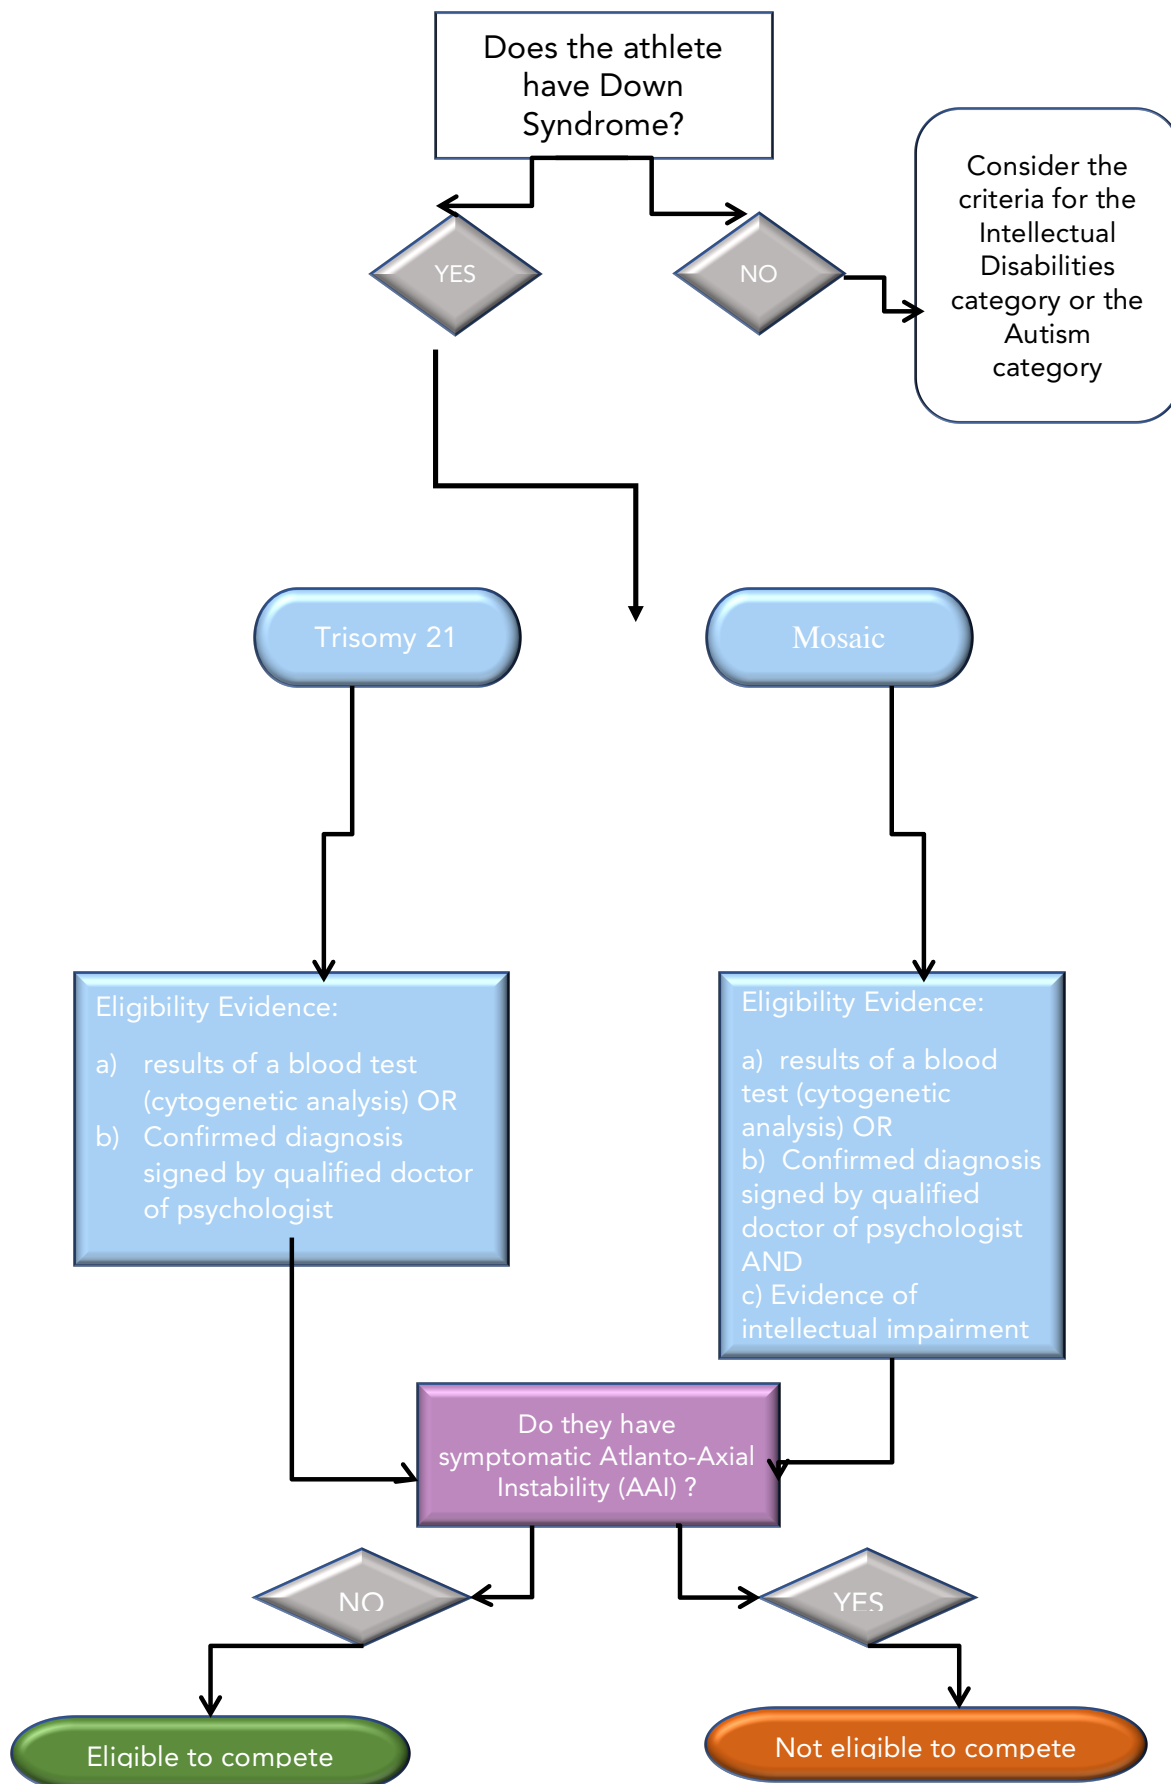 Does the athlete
have Down
Syndrome?
Consider the
criteria for the
Intellectual
Disabilities
category or the
Autism
category
YES
NO
Trisomy 21
Mosaic
Eligibility Evidence:
a) results of a blood test
(cytogenetic analysis) OR
b) Confirmed diagnosis
signed by qualified doctor
of psychologist
Eligibility Evidence:
a) results of a blood
test (cytogenetic
analysis) OR
b) Confirmed diagnosis
signed by qualified
doctor of psychologist
AND
c) Evidence of
intellectual impairment
Do they have
symptomatic Atlanto-Axial
Instability (AAI) ?
NO
YES
Eligible to compete
Not eligible to compete